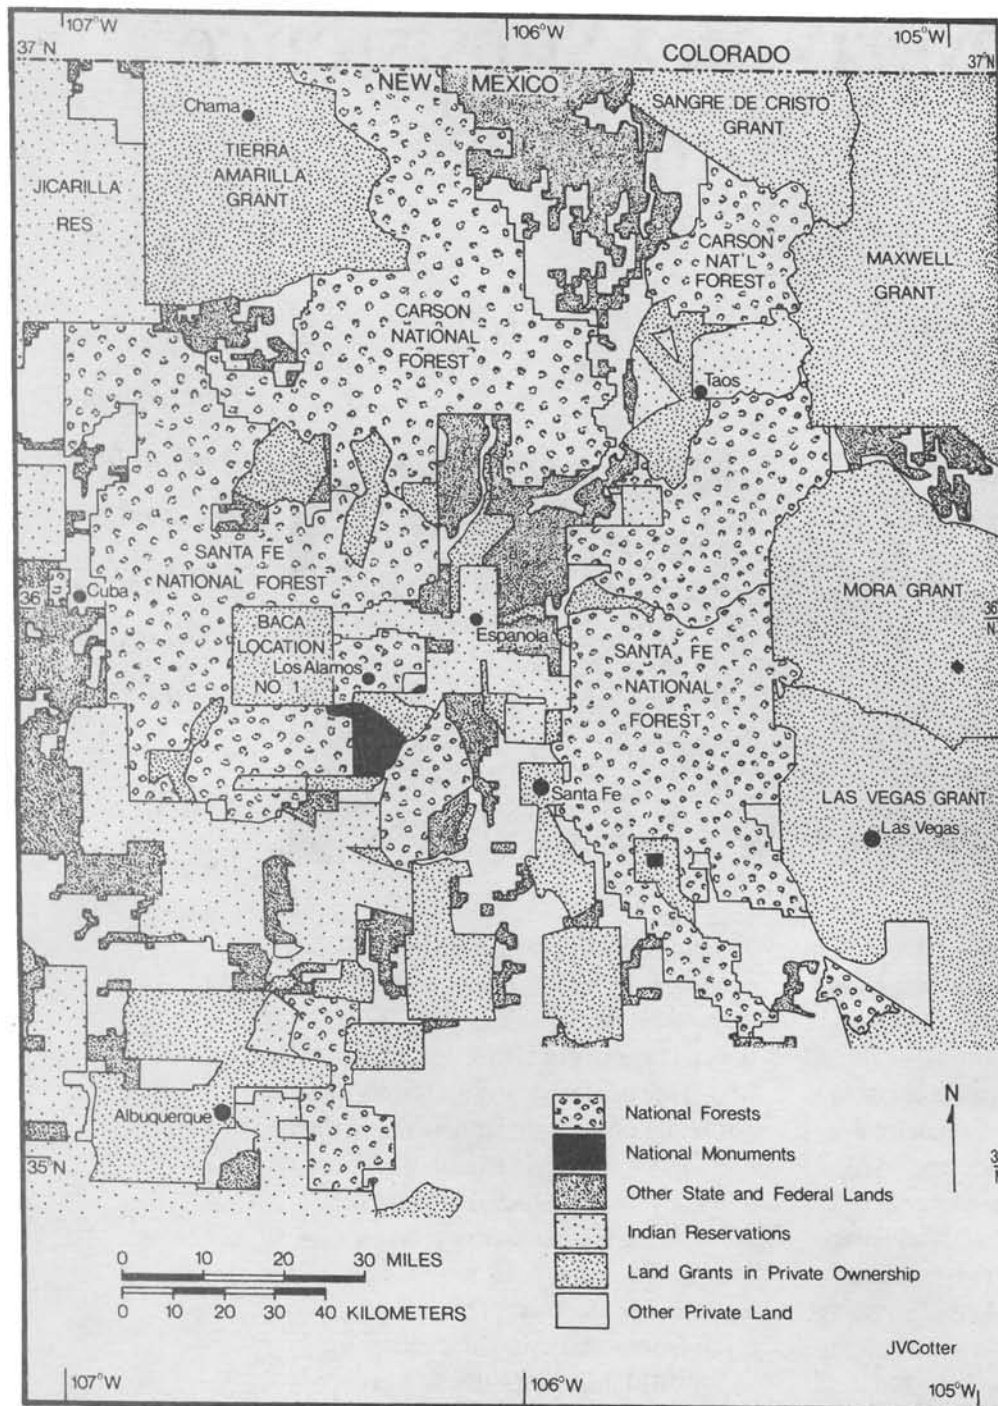 107°W
106°W
105°W
37°N
COLORADO
37°N
NEW MEXICO
Chama
SANGRE DE CRISTO
GRANT
TIERRA
AMARILLA
GRANT
JICARILLA
RES
CARSON
NAT'L
FOREST
MAXWELL
GRANT
CARSON
NATIONAL
FOREST
Taos
SANTA FE
NATIONAL FOREST
36
Cuba
MORA GRANT
36
N
BACA
LOCATION
NO. 1
Los Alamos
Espanola
SANTA FE
NATIONAL
FOREST
Santa Fe
LAS VEGAS GRANT
Las Vegas
Albuquerque
35°N
N
National Forests
National Monuments
Other State and Federal Lands
Indian Reservations
Land Grants in Private Ownership
Other Private Land
0 10 20 30 MILES
0 10 20 30 40 KILOMETERS
JVCotter
107°W
106°W
105°W